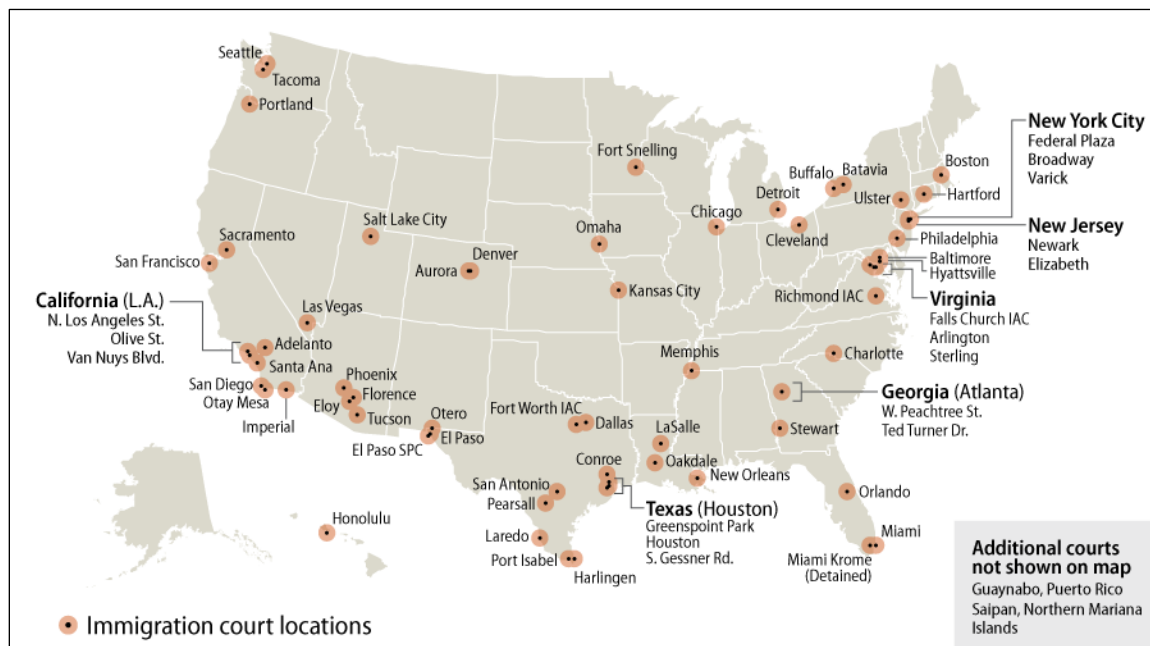 Seattle
Tacoma
Portland
Fort Snelling
Buffalo
Batavia
Boston
New York City
Federal Plaza
Broadway
Varick
Detroit
Ulster
Hartford
Chicago
Cleveland
Salt Lake City
Omaha
Philadelphia
New Jersey
Newark
Elizabeth
Sacramento
San Francisco
Denver
Aurora
Baltimore
Hyattsville
Kansas City
Richmond IAC
Virginia
Falls Church IAC
Arlington
Sterling
California (L.A.)
N. Los Angeles St.
Olive St.
Van Nuys Blvd.
Las Vegas
Adelanto
Santa Ana
Memphis
Charlotte
San Diego
Otay Mesa
Imperial
Phoenix
Florence
Eloy
Tucson
Georgia (Atlanta)
W. Peachtree St.
Ted Turner Dr.
Otero
El Paso
El Paso SPC
Fort Worth IAC
Dallas
LaSalle
Stewart
Conroe
Oakdale
New Orleans
San Antonio
Pearsall
Texas (Houston)
Greenspoint Park
Houston
S. Gessner Rd.
Orlando
Honolulu
Laredo
Port Isabel
Harlingen
Miami
Miami Krome
(Detained)
Additional courts
not shown on map
Guaynabo, Puerto Rico
Saipan, Northern Mariana
Islands
Immigration court locations